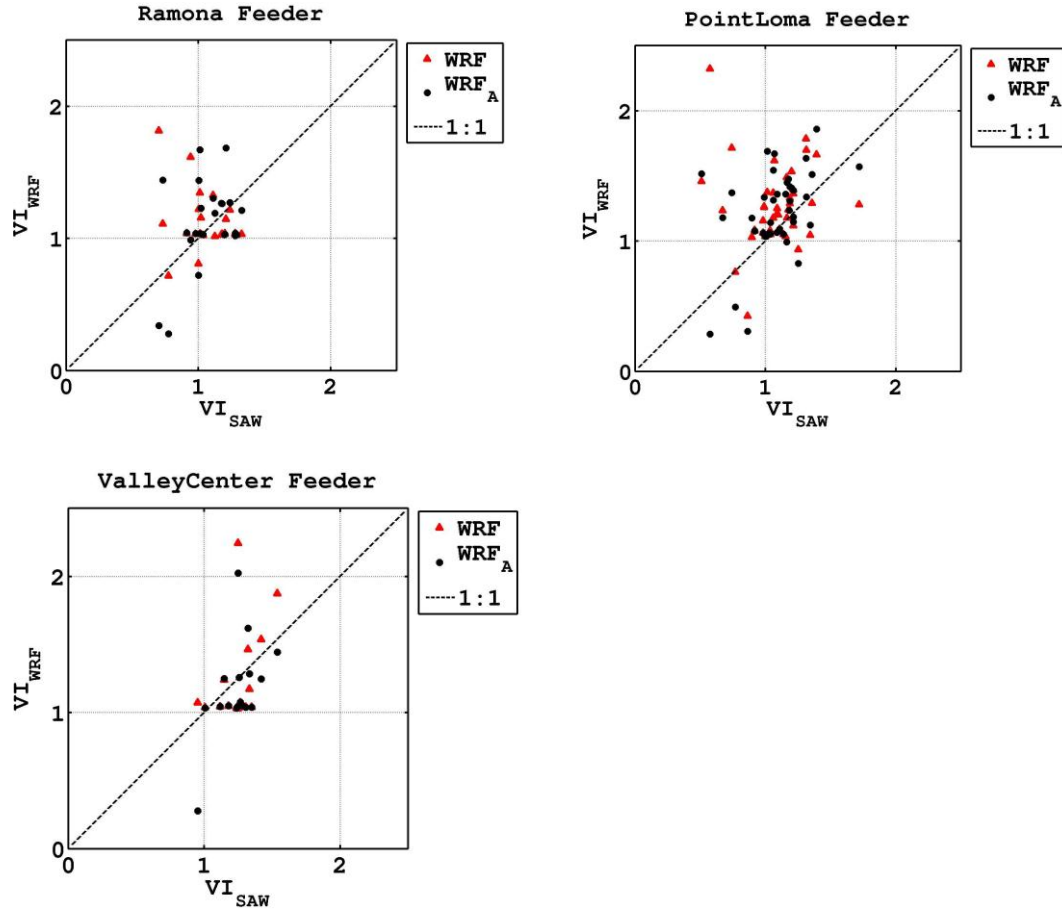 Ramona Feeder
WRF
WRF_A
1:1
VI_WRF
2
1
0
0 1 2
VI_SAW
PointLoma Feeder
WRF
WRF_A
1:1
VI_WRF
2
1
0
0 1 2
VI_SAW
ValleyCenter Feeder
WRF
WRF_A
1:1
VI_WRF
2
1
0
0 1 2
VI_SAW